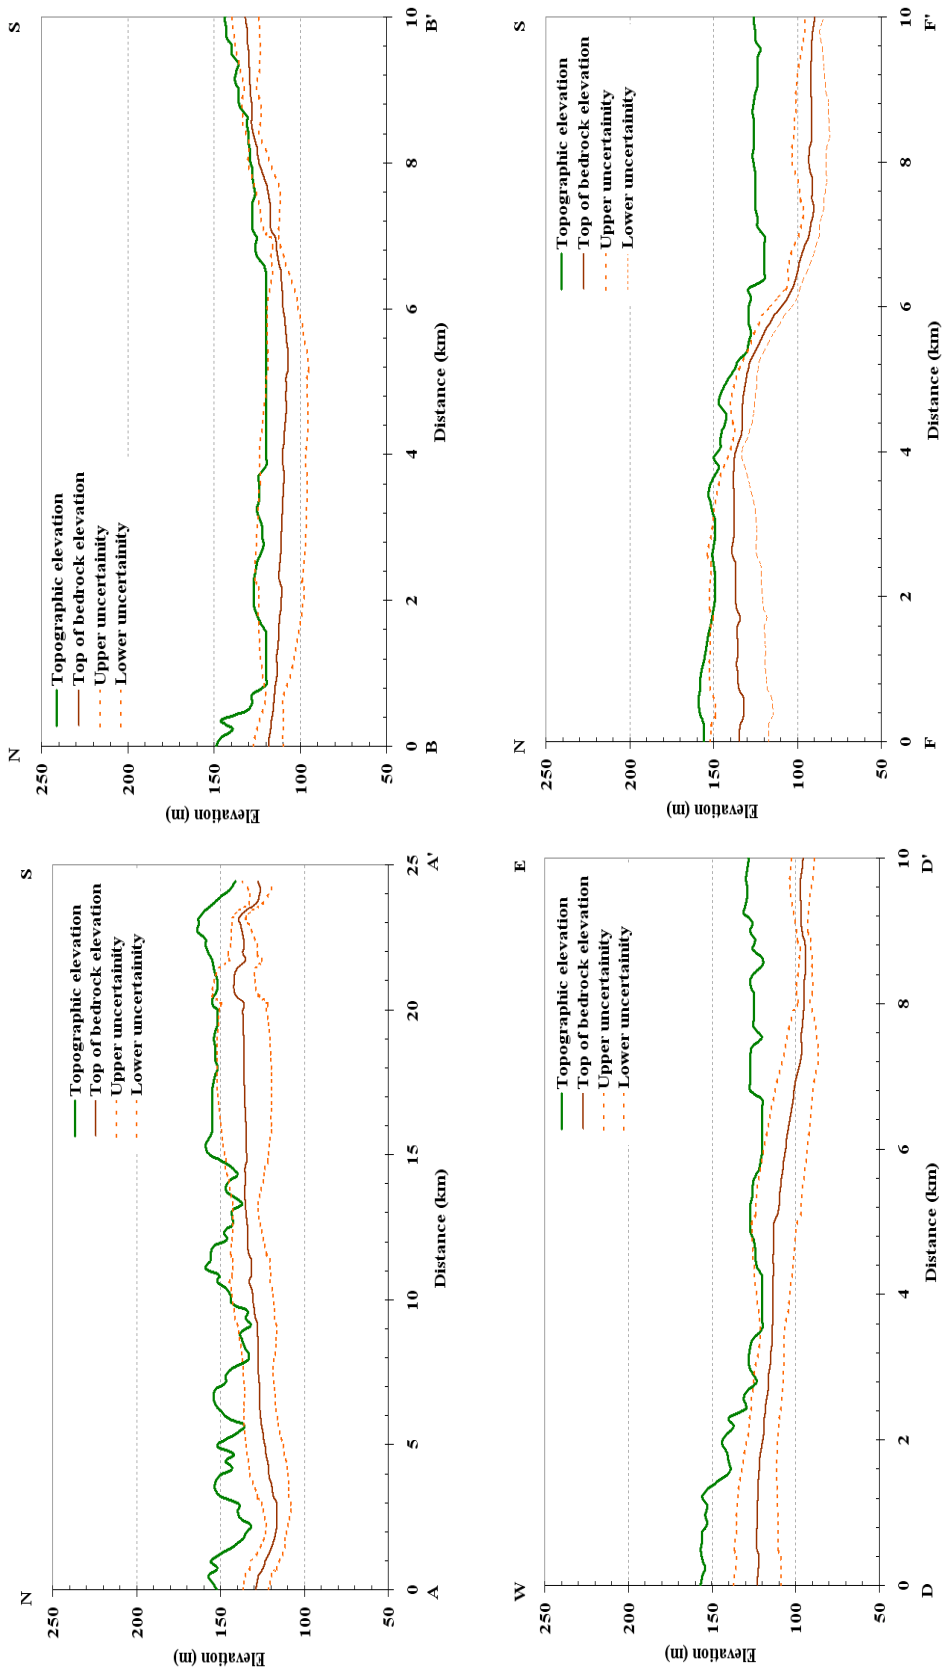 N S
250
200
150
100
50
Elevation (m)
Topographic elevation
Top of bedrock elevation
Upper uncertainity
Lower uncertainity
0 5 10 15 20 25
A Distance (km) A'
N S
250
200
150
100
50
Elevation (m)
Topographic elevation
Top of bedrock elevation
Upper uncertainity
Lower uncertainity
0 2 4 6 8 10
B Distance (km) B'
W E
250
200
150
100
50
Elevation (m)
Topographic elevation
Top of bedrock elevation
Upper uncertainity
Lower uncertainity
0 2 4 6 8 10
D Distance (km) D'
N S
250
200
150
100
50
Elevation (m)
Topographic elevation
Top of bedrock elevation
Upper uncertainity
Lower uncertainity
0 2 4 6 8 10
F Distance (km) F'